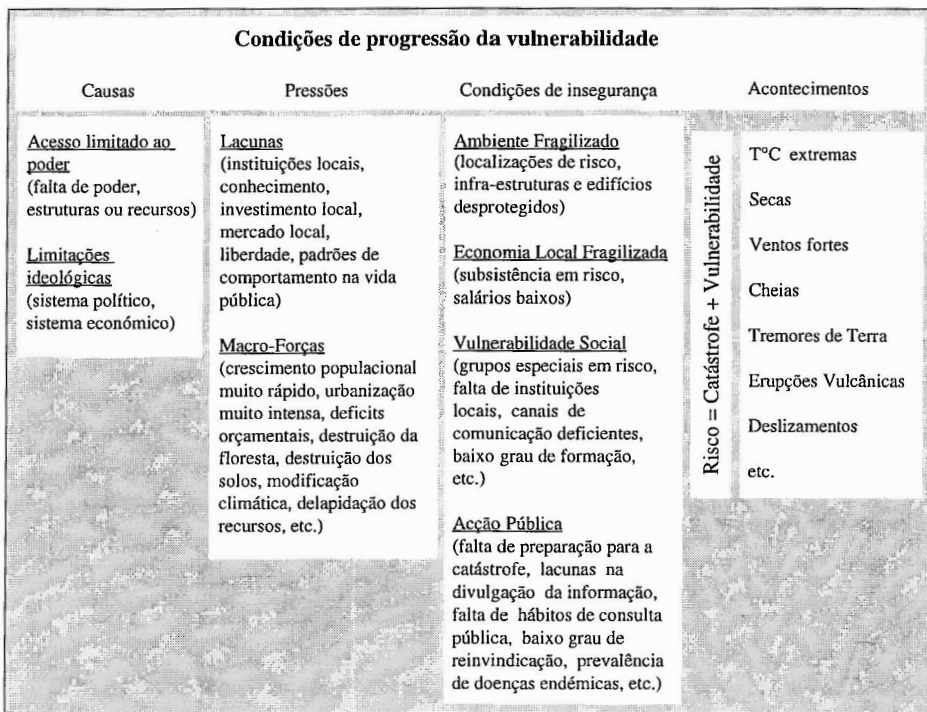 Condições de progressão da vulnerabilidade
Causas
Pressões
Condições de insegurança
Acontecimentos
Acesso limitado ao
poder
(falta de poder,
estruturas ou recursos)
Limitações
ideológicas
(sistema político,
sistema económico)
Lacunas
(instituições locais,
conhecimento,
investimento local,
mercado local,
liberdade, padrões de
comportamento na vida
pública)
Macro-Forças
(crescimento populacional
muito rápido, urbanização
muito intensa, deficits
orçamentais, destruição da
floresta, destruição dos
solos, modificação
climática, delapidação dos
recursos, etc.)
Ambiente Fragilizado
(localizações de risco,
infra-estruturas e edifícios
desprotegidos)
Economia Local Fragilizada
(subsistência em risco,
salários baixos)
Vulnerabilidade Social
(grupos especiais em risco,
falta de instituições
locais, canais de
comunicação deficientes,
baixo grau de formação,
etc.)
Acção Pública
(falta de preparação para a
catástrofe, lacunas na
divulgação da informação,
falta de hábitos de consulta
pública, baixo grau de
reinvindicação, prevalência
de doenças endémicas, etc.)
Risco = Catástrofe + Vulnerabilidade
TºC extremas
Secas
Ventos fortes
Cheias
Tremores de Terra
Erupções Vulcânicas
Deslizamentos
etc.